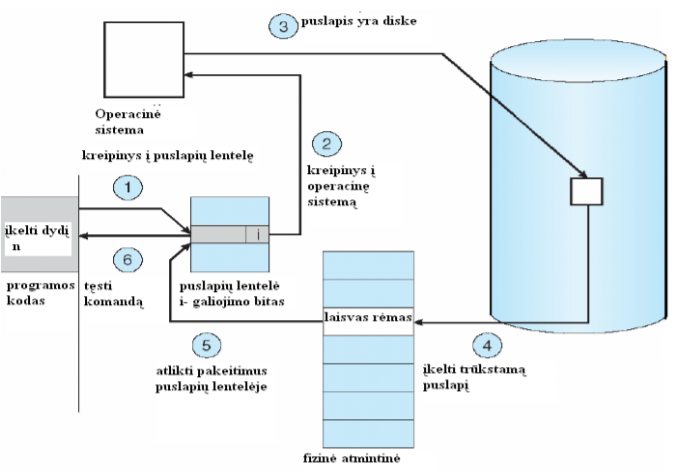 3
puslapis yra diske
Operacinė
sistema
kreipinys į puslapių lentelę
2
kreipinys į
operacinę
sistemą
1
įkelti dydį
n
i
6
programos
kodas
tęsti
komandą
puslapių lentelė
i- galiojimo bitas
laisvas rėmas
5
atlikti pakeitimus
puslapių lentelėje
4
įkelti trūkstamą
puslapį
fizinė atmintinė